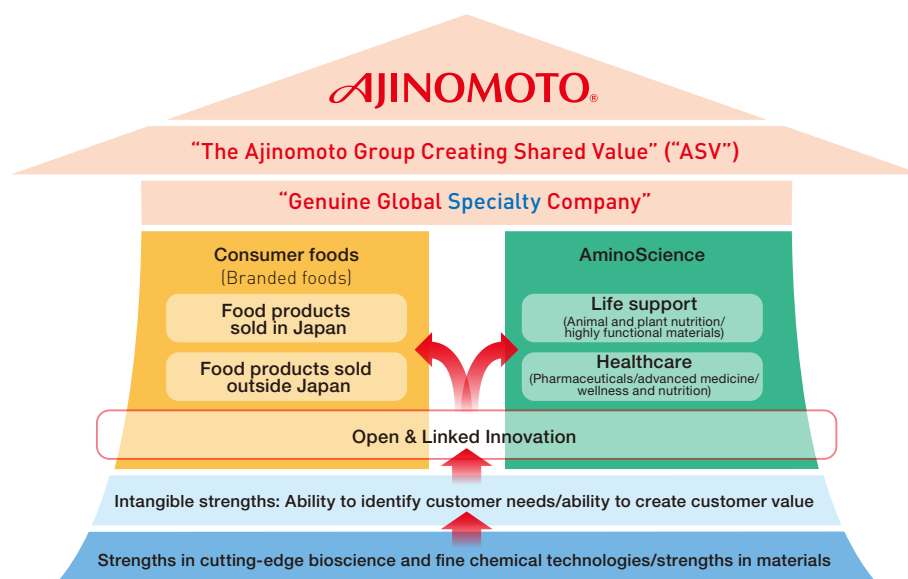 AJINOMOTO®
“The Ajinomoto Group Creating Shared Value” (“ASV”)
“Genuine Global Specialty Company”
Consumer foods
(Branded foods)
Food products
sold in Japan
Food products sold
outside Japan
AminoScience
Life support
(Animal and plant nutrition/
highly functional materials)
Healthcare
(Pharmaceuticals/advanced medicine/
wellness and nutrition)
Open & Linked Innovation
Intangible strengths: Ability to identify customer needs/ability to create customer value
Strengths in cutting-edge bioscience and fine chemical technologies/strengths in materials